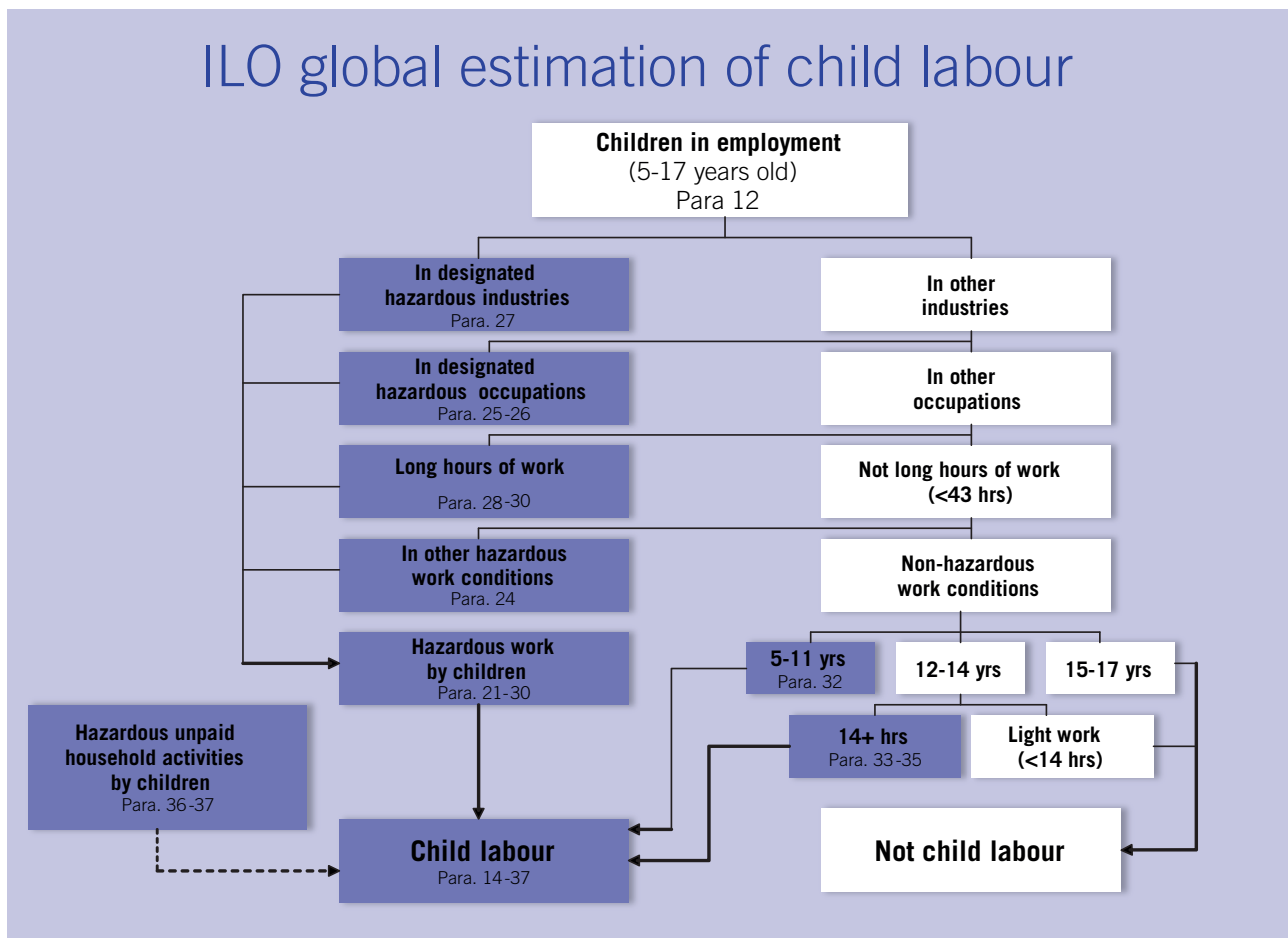 ILO global estimation of child labour
Children in employment
(5-17 years old)
Para 12
In designated
hazardous industries
Para. 27
In other
industries
In designated
hazardous occupations
Para. 25-26
In other
occupations
Long hours of work
Para. 28-30
Not long hours of work
(<43 hrs)
In other hazardous
work conditions
Para. 24
Non-hazardous
work conditions
Hazardous work
by children
Para. 21-30
5-11 yrs
Para. 32
12-14 yrs
15-17 yrs
Hazardous unpaid
household activities
by children
Para. 36-37
14+ hrs
Para. 33-35
Light work
(<14 hrs)
Child labour
Para. 14-37
Not child labour